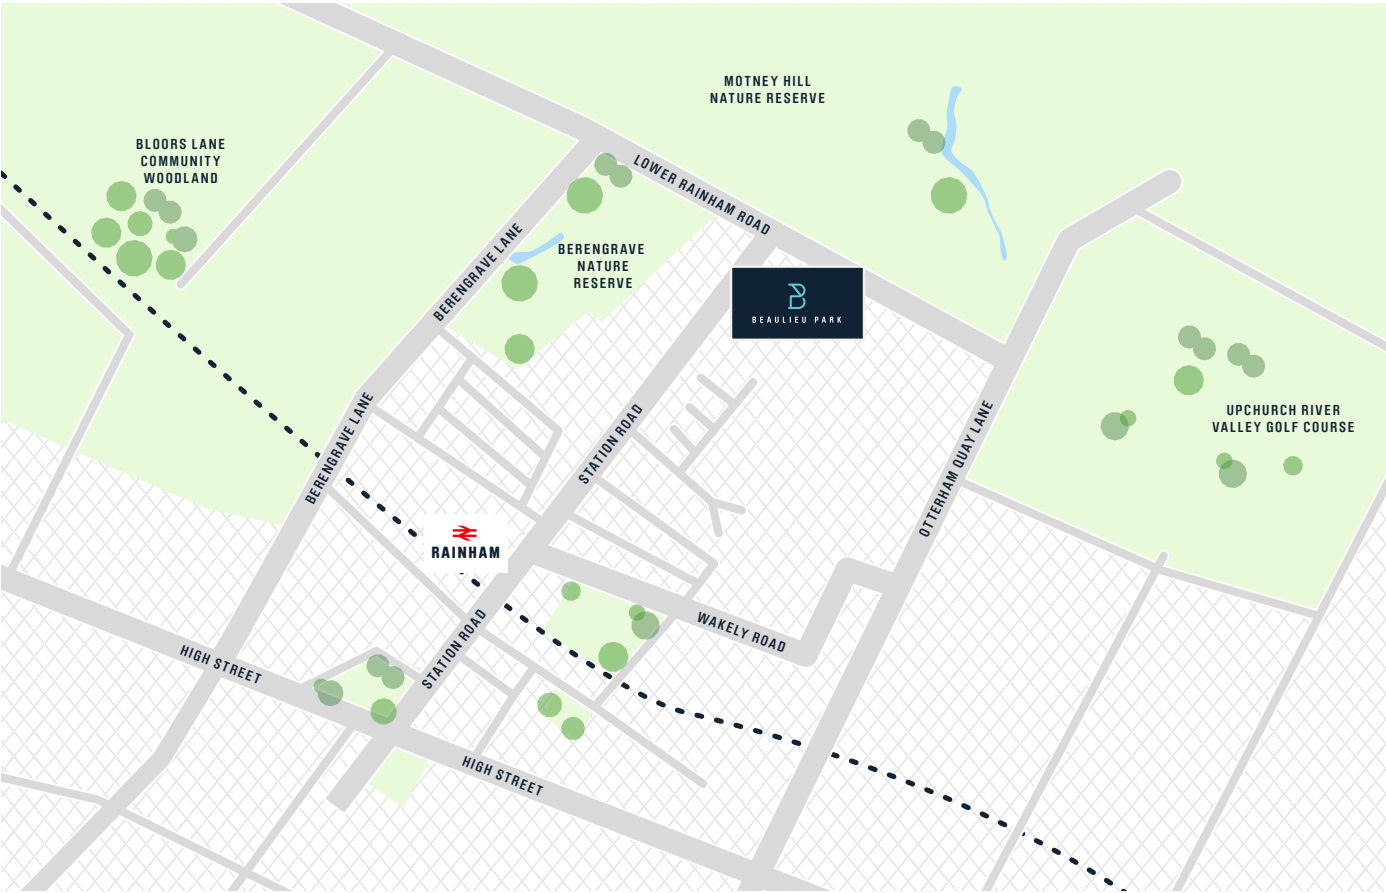 MOTNEY HILL
NATURE RESERVE
BLOORS LANE
COMMUNITY
WOODLAND
LOWER RAINHAM ROAD
BERENGRAVE LANE
BERENGRAVE
NATURE
RESERVE
BEAULIEU PARK
UPCHURCH RIVER
VALLEY GOLF COURSE
BERENGRAVE LANE
STATION ROAD
OTTERHAM QUAY LANE
RAINHAM
WAKELY ROAD
STATION ROAD
HIGH STREET
HIGH STREET